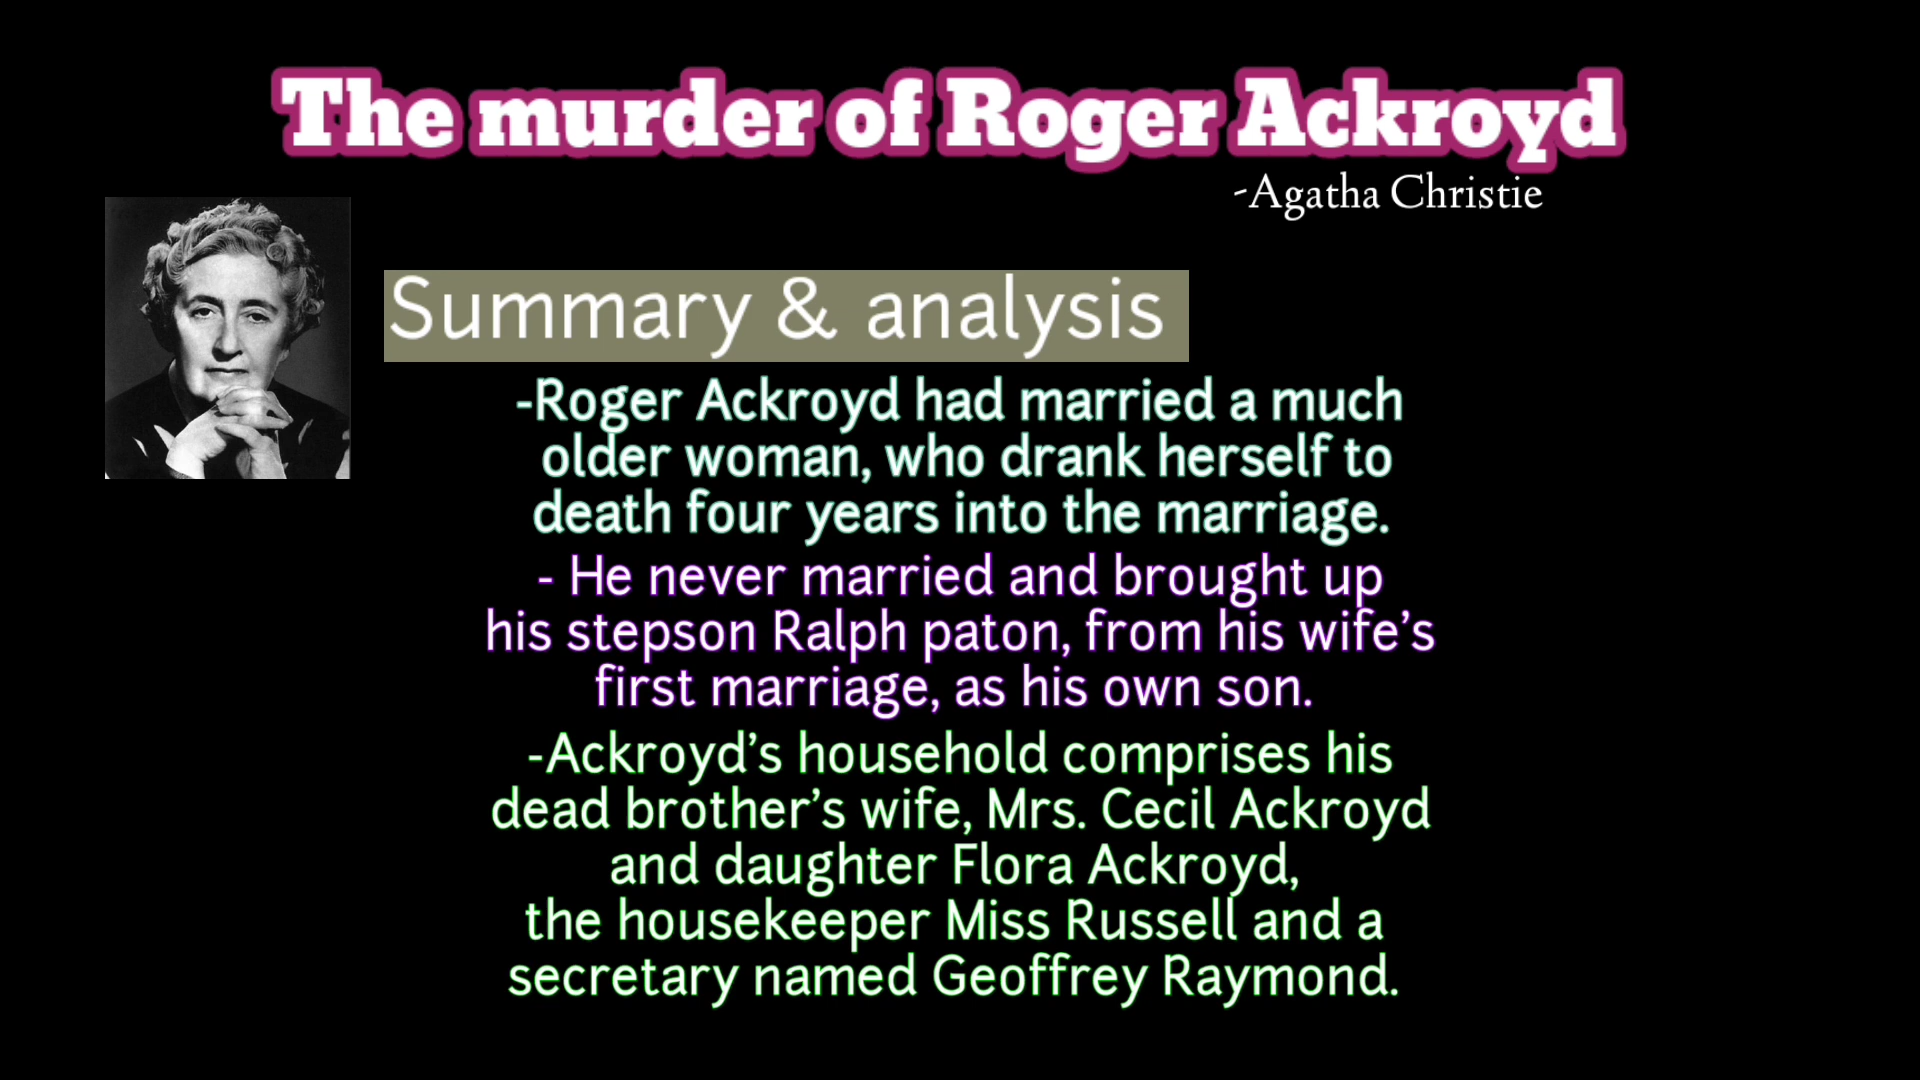 The murder of Roger Ackroyd
-Agatha Christie
Summary & analysis
-Roger Ackroyd had married a much
older woman, who drank herself to
death four years into the marriage.
- He never married and brought up
his stepson Ralph paton, from his wife’s
first marriage, as his own son.
-Ackroyd’s household comprises his
dead brother’s wife, Mrs. Cecil Ackroyd
and daughter Flora Ackroyd,
the housekeeper Miss Russell and a
secretary named Geoffrey Raymond.